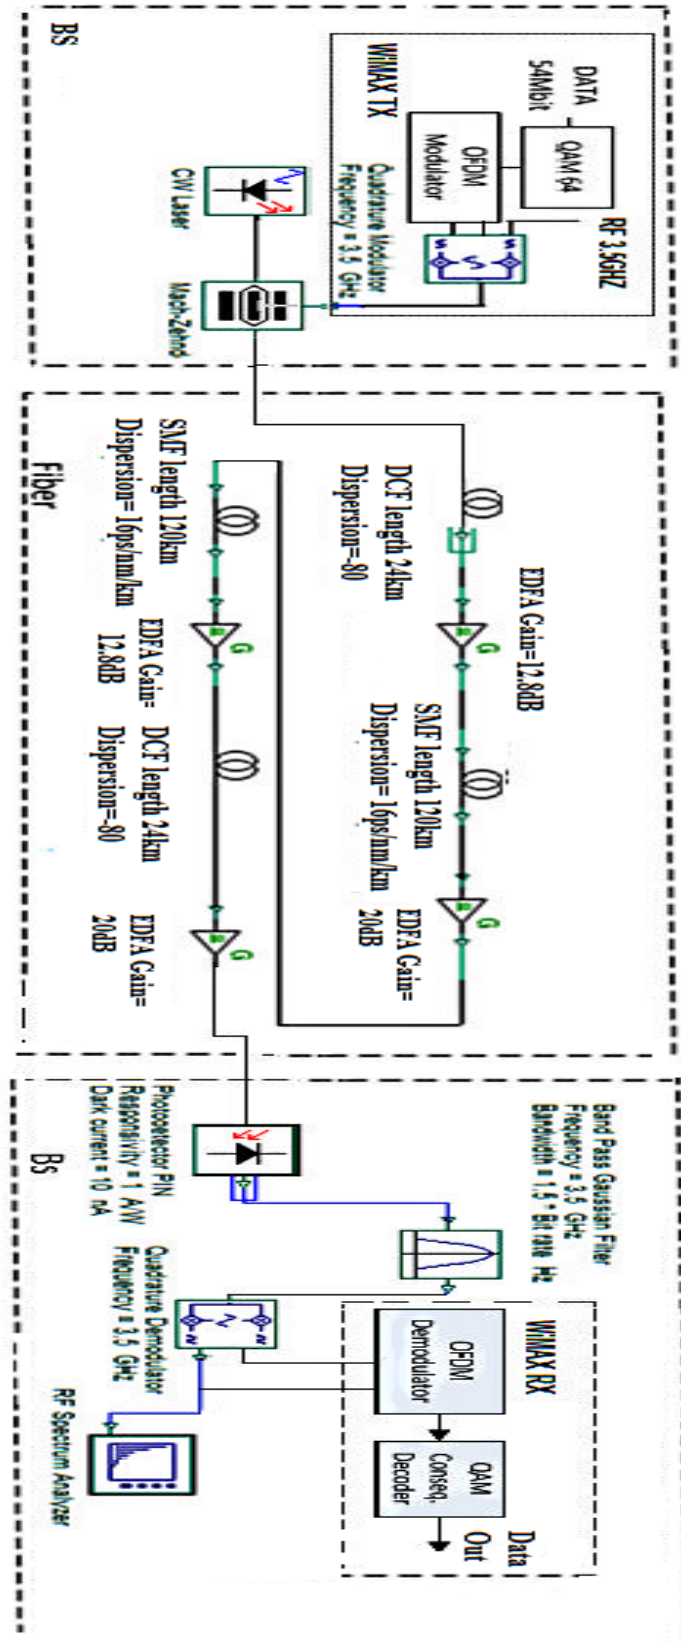 BS
WiMAX TX
DATA
54Mbit
QAM 64
OFDM
Modulator
RF 3.5GHZ
Quadrature Modulator
Frequency = 3.5 GHz
CW Laser
Mach-Zehnd
Fiber
DCF length 24km
Dispersion=-80
EDFA Gain=12.8dB
SMF length 120km
Dispersion= 16ps/nm/km
EDFA Gain=
20dB
G
G
SMF length 120km
Dispersion= 16ps/nm/km
EDFA Gain=
12.8dB
DCF length 24km
Dispersion=-80
EDFA Gain=
20dB
G
G
Bs
Photodetector PIN
Responsivity = 1 A/W
Dark current = 10 nA
Band Pass Gaussian Filter
Frequency = 3.5 GHz
Bandwidth = 1.5 * Bit rate Hz
Quadrature Demodulator
Frequency = 3.5 GHz
RF Spectrum Analyzer
WiMAX RX
OFDM
Demodulator
QAM
Conseq.
Decoder
Data
Out